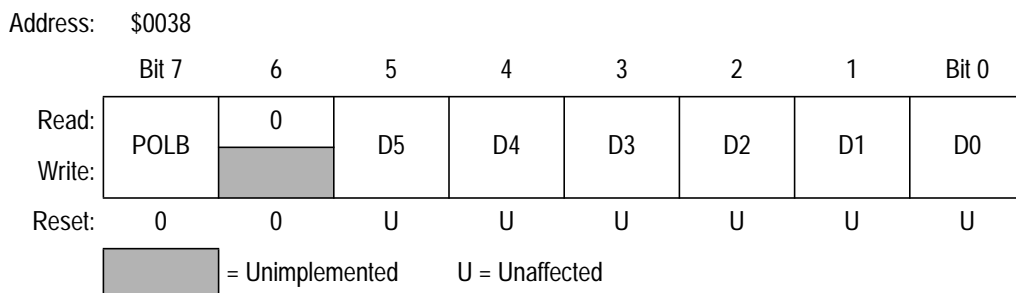 Address: $0038
Bit 7 6 5 4 3 2 1 Bit 0
Read: 0
POLB D5 D4 D3 D2 D1 D0
Write:
Reset: 0 0 U U U U U U
= Unimplemented U = Unaffected